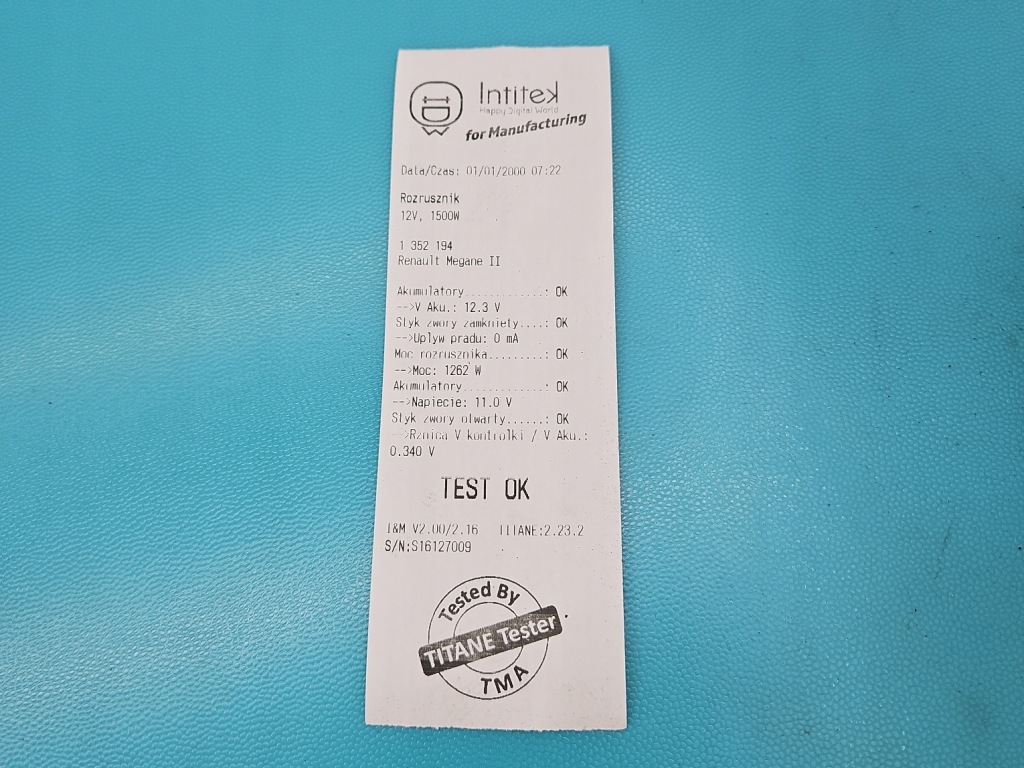 Intitek
Happy Digital World
for Manufacturing
Data/Czas: 01/01/2000 07:22
Rozrusznik
12V, 1500W
1 352 194
Renault Megane II
Akumulatory.............: OK
-->V Aku.: 12.3 V
Styk zwory zamkniety....: OK
-->Uplyw pradu: 0 mA
Moc rozrusznika.........: OK
-->Moc: 1262 W
Akumulatory.............: OK
-->Napiecie: 11.0 V
Styk zwory otwarty......: OK
-->Rznica V kontrolki / V Aku.:
0.340 V
TEST OK
I&M V2.00/2.16 TITANE:2.23.2
S/N:S16127009
Tested By
TITANE Tester
TMA